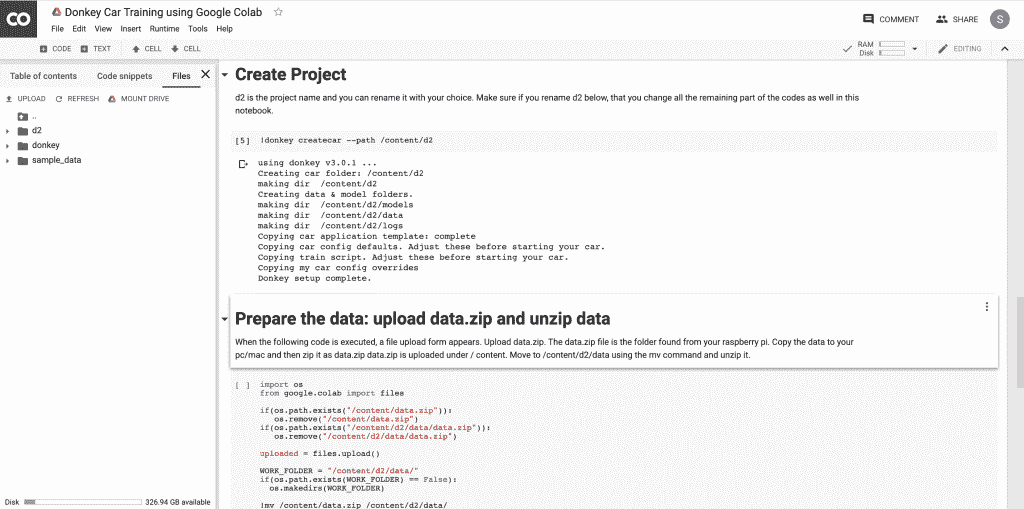 CO
Donkey Car Training using Google Colab
File Edit View Insert Runtime Tools Help
COMMENT
SHARE
S
CODE TEXT CELL CELL
RAM
Disk
EDITING
Table of contents Code snippets Files
UPLOAD REFRESH MOUNT DRIVE
..
d2
donkey
sample_data
Disk 326.94 GB available
Create Project
d2 is the project name and you can rename it with your choice. Make sure if you rename d2 below, that you change all the remaining part of the codes as well in this
notebook.
[5] !donkey createcar --path /content/d2
using donkey v3.0.1 ...
Creating car folder: /content/d2
making dir /content/d2
Creating data & model folders.
making dir /content/d2/models
making dir /content/d2/data
making dir /content/d2/logs
Copying car application template: complete
Copying car config defaults. Adjust these before starting your car.
Copying train script. Adjust these before starting your car.
Copying my car config overrides
Donkey setup complete.
Prepare the data: upload data.zip and unzip data
When the following code is executed, a file upload form appears. Upload data.zip. The data.zip file is the folder found from your raspberry pi. Copy the data to your
pc/mac and then zip it as data.zip data.zip is uploaded under / content. Move to /content/d2/data using the mv command and unzip it.
[ ] import os
from google.colab import files
if(os.path.exists("/content/data.zip")):
os.remove("/content/data.zip")
if(os.path.exists("/content/d2/data/data.zip")):
os.remove("/content/d2/data/data.zip")
uploaded = files.upload()
WORK_FOLDER = "/content/d2/data/"
if(os.path.exists(WORK_FOLDER) == False):
os.makedirs(WORK_FOLDER)
!mv /content/data.zip /content/d2/data/